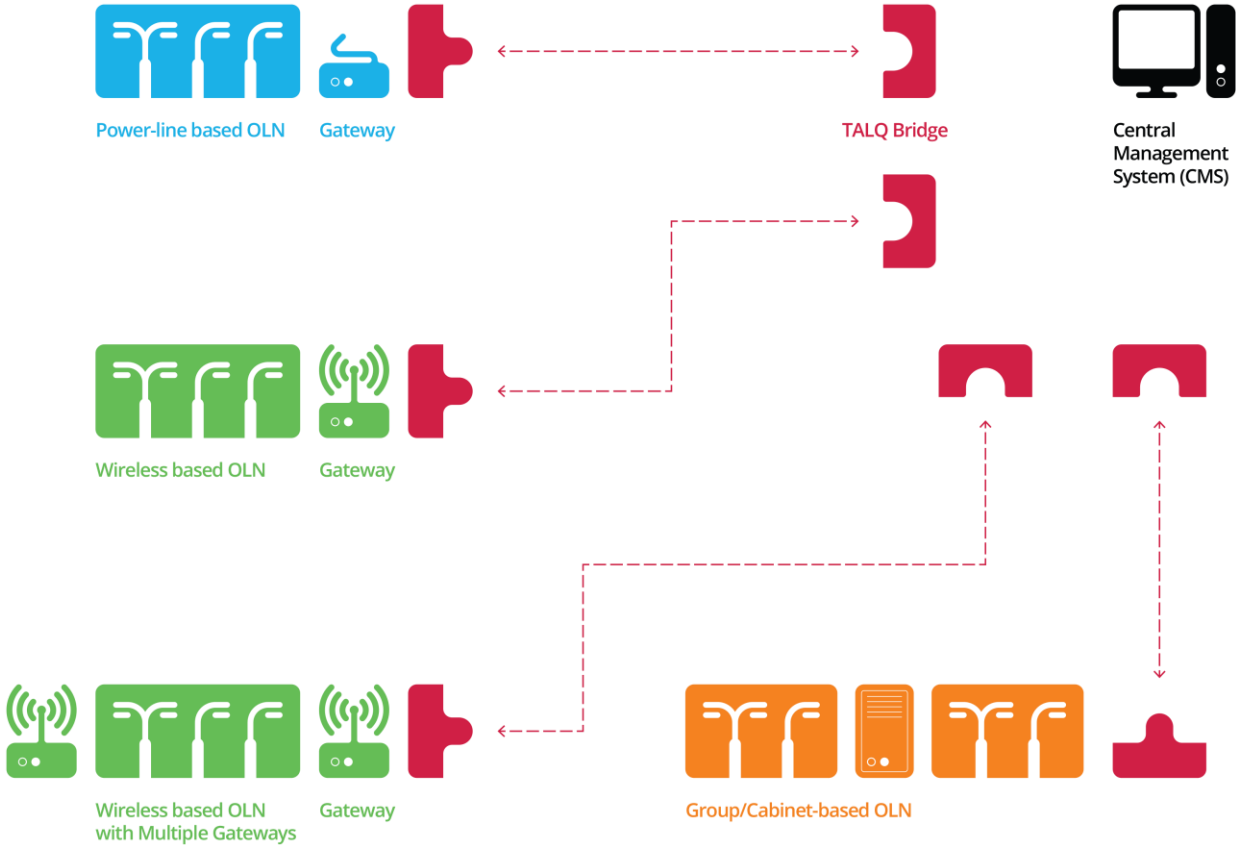 Power-line based OLN
Gateway
TALQ Bridge
Central
Management
System (CMS)
Wireless based OLN
Gateway
Wireless based OLN
with Multiple Gateways
Gateway
Group/Cabinet-based OLN